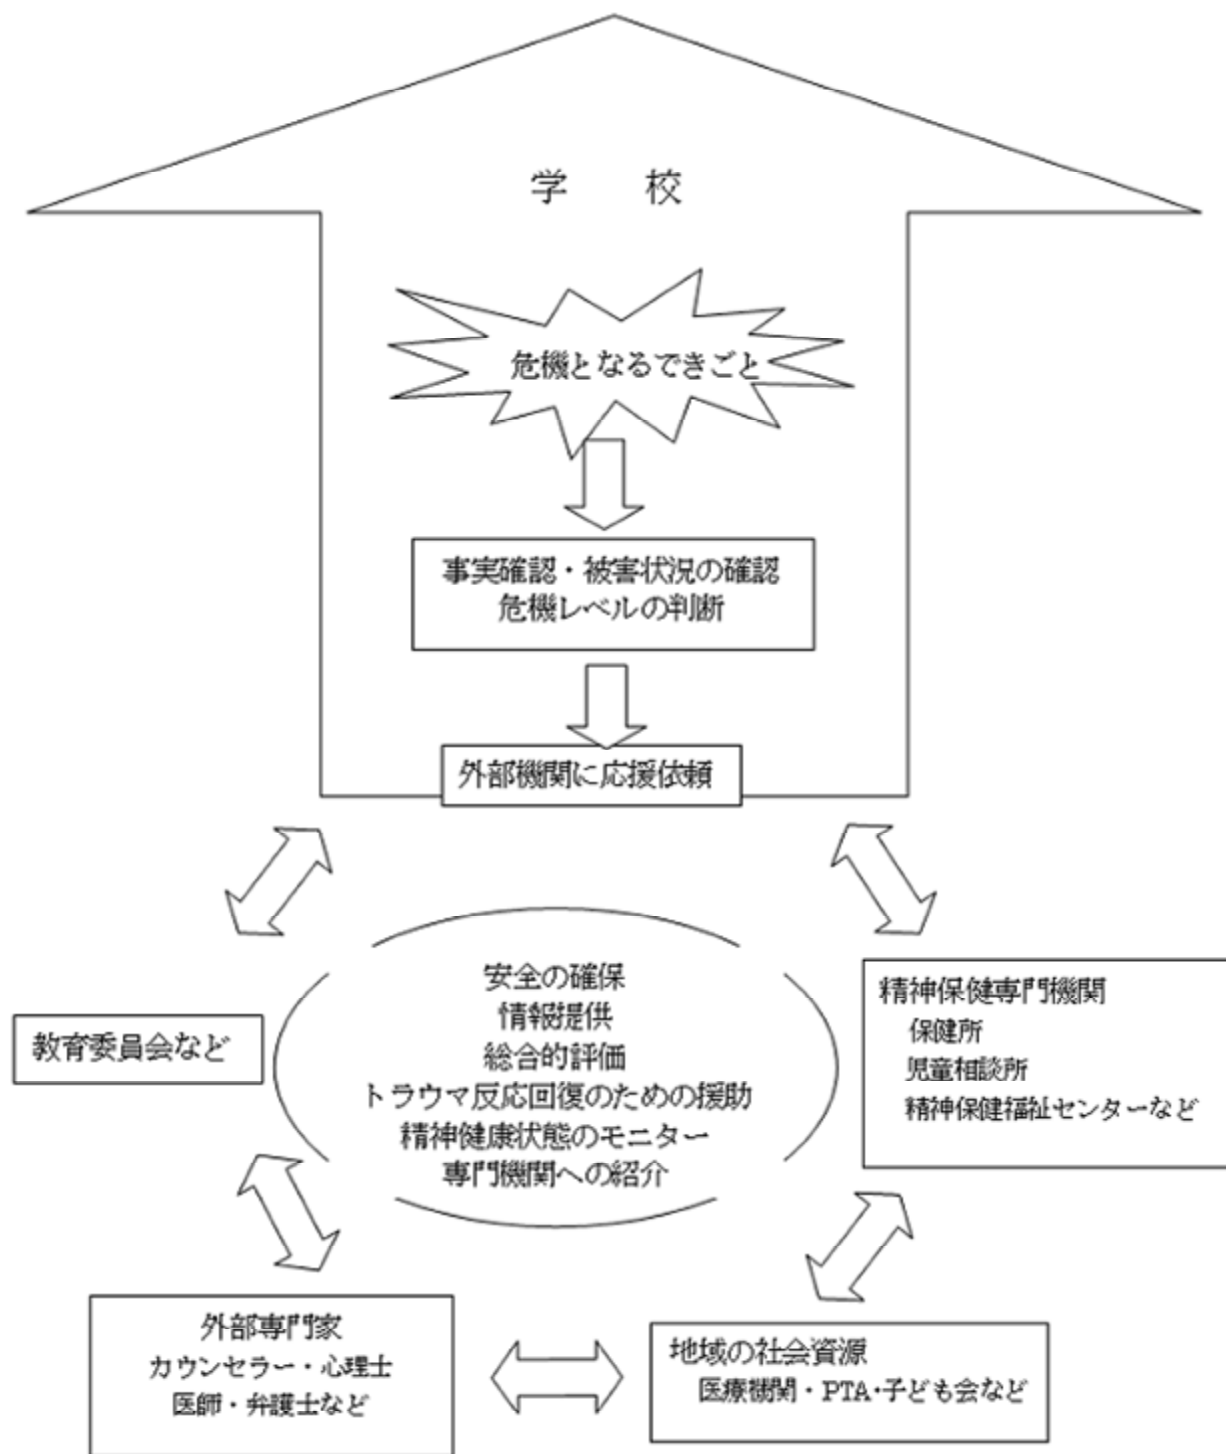 学　校
危機となるできごと
事実確認・被害状況の確認
危機レベルの判断
外部機関に応援依頼
安全の確保
情報提供
総合的評価
トラウマ反応回復のための援助
精神健康状態のモニター
専門機関への紹介
教育委員会など
精神保健専門機関
保健所
児童相談所
精神保健福祉センターなど
外部専門家
カウンセラー・心理士
医師・弁護士など
地域の社会資源
医療機関・PTA・子ども会など